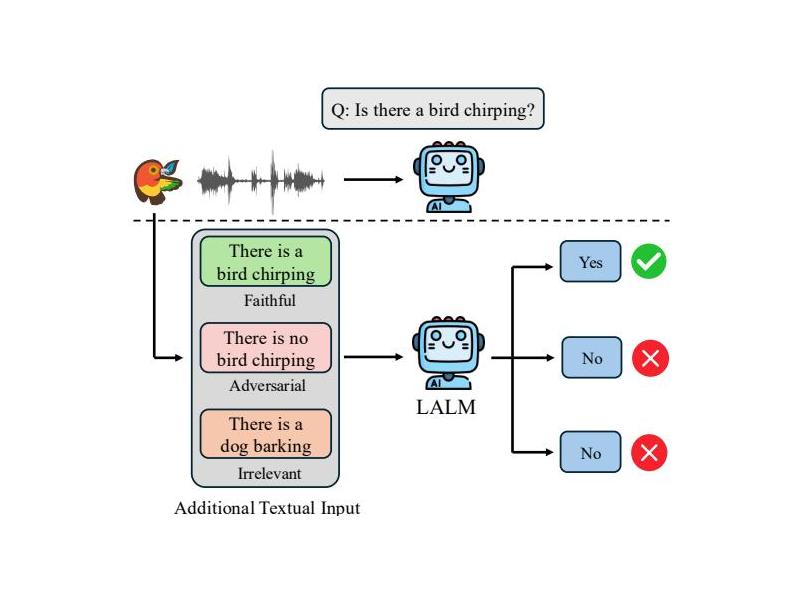 Q: Is there a bird chirping?
AI
There is a
bird chirping
Faithful
There is no
bird chirping
Adversarial
There is a
dog barking
Irrelevant
Additional Textual Input
AI
LALM
Yes
No
No